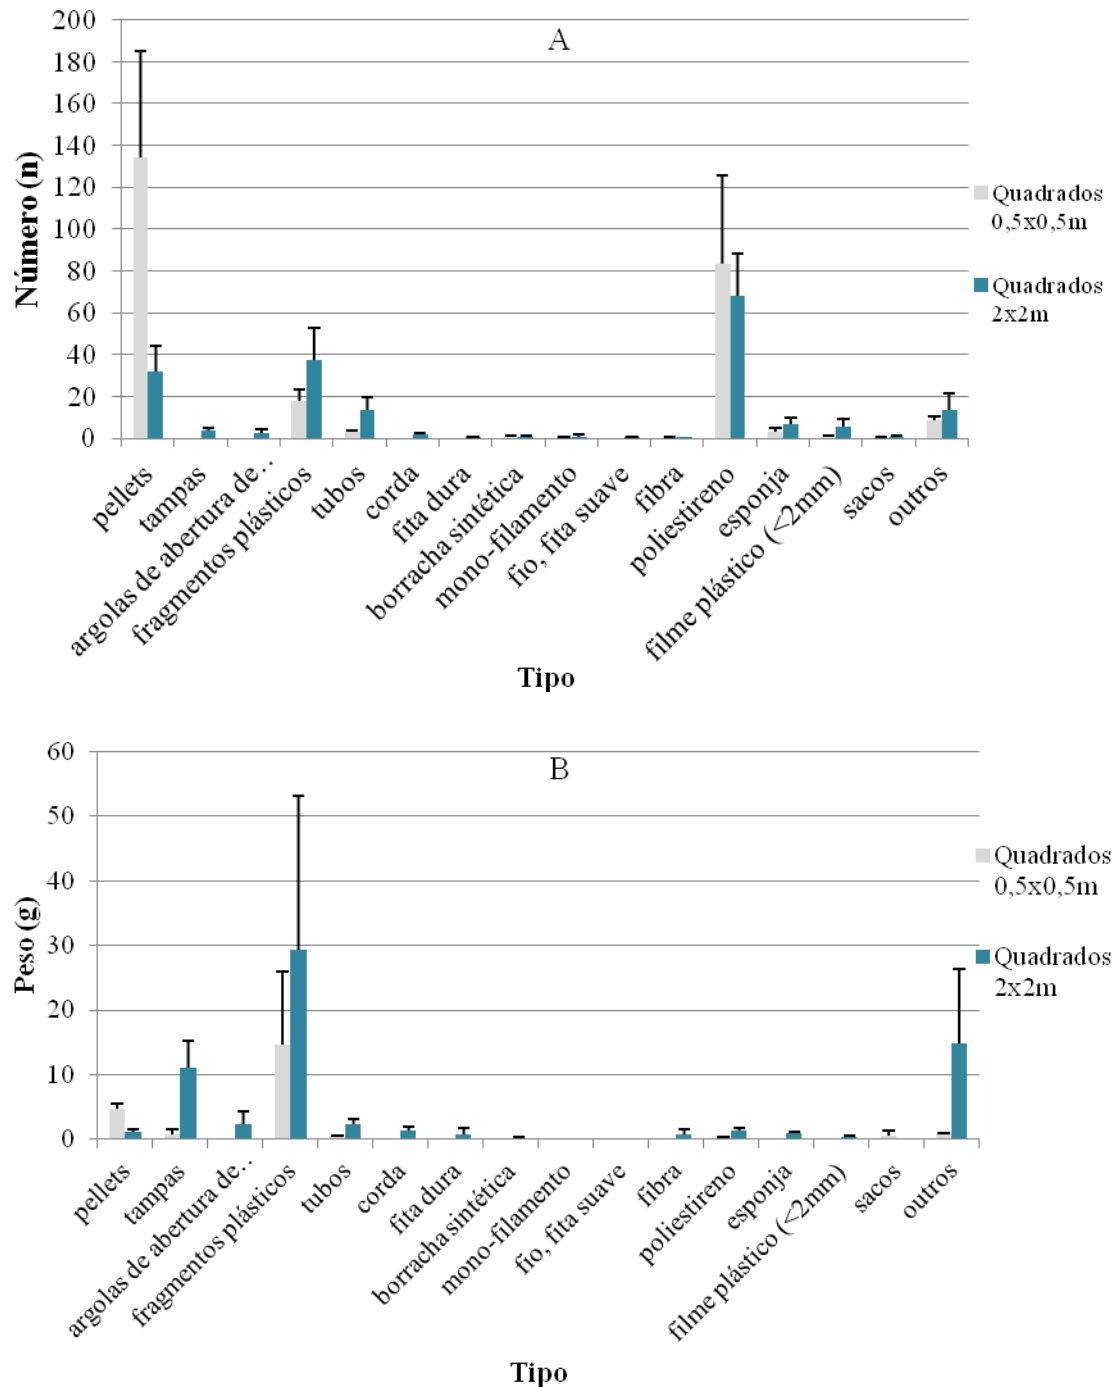 A
200
180
160
140
120
100
80
60
40
20
0
Número (n)
pellets
tampas
argolas de abertura de...
fragmentos plásticos
tubos
corda
fita dura
borracha sintética
mono-filamento
fio, fita suave
fibra
poliestireno
esponja
filme plástico (<2mm)
sacos
outros
Tipo
Quadrados
0,5x0,5m
Quadrados
2x2m
B
60
50
40
30
20
10
0
Peso (g)
pellets
tampas
argolas de abertura de...
fragmentos plásticos
tubos
corda
fita dura
borracha sintética
mono-filamento
fio, fita suave
fibra
poliestireno
esponja
filme plástico (<2mm)
sacos
outros
Tipo
Quadrados
0,5x0,5m
Quadrados
2x2m